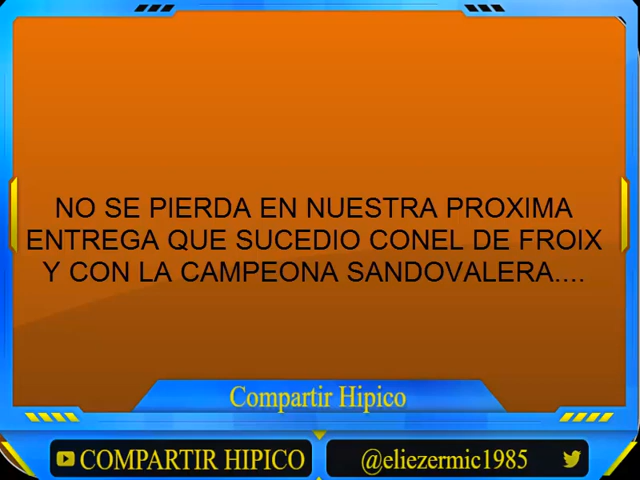 NO SE PIERDA EN NUESTRA PROXIMA
ENTREGA QUE SUCEDIO CONEL DE FROIX
Y CON LA CAMPEONA SANDOVALERA....
Compartir Hipico
COMPARTIR HIPICO
@eliezermic1985